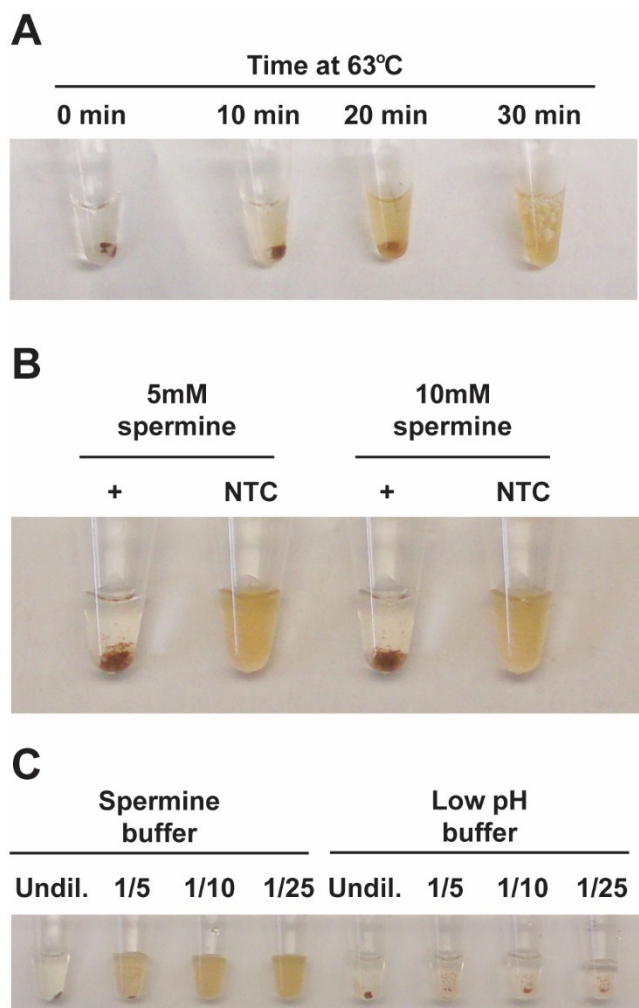 A
Time at 63°C
0 min 10 min 20 min 30 min
B
5mM 10mM
spermine spermine
+ NTC + NTC
C
Spermine Low pH
buffer buffer
Undil. 1/5 1/10 1/25 Undil. 1/5 1/10 1/25